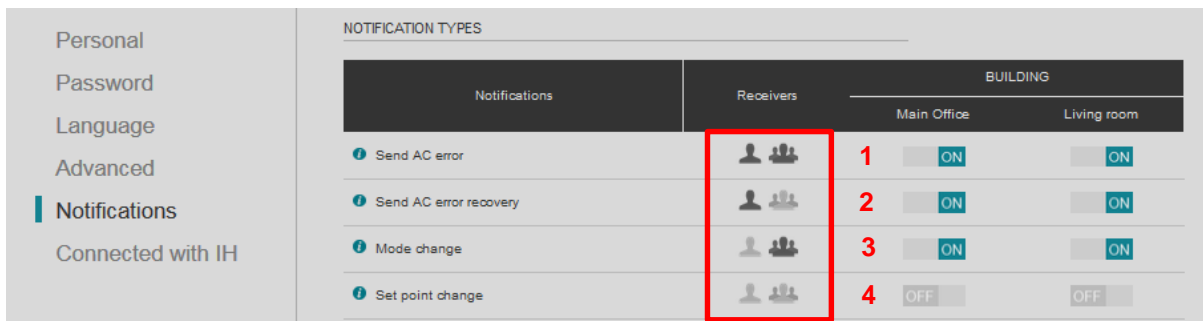 Personal
Password
Language
Advanced
Notifications
Connected with IH
NOTIFICATION TYPES
Notifications Receivers BUILDING
Main Office Living room
Send AC error 1 ON ON
Send AC error recovery 2 ON ON
Mode change 3 ON ON
Set point change 4 OFF OFF